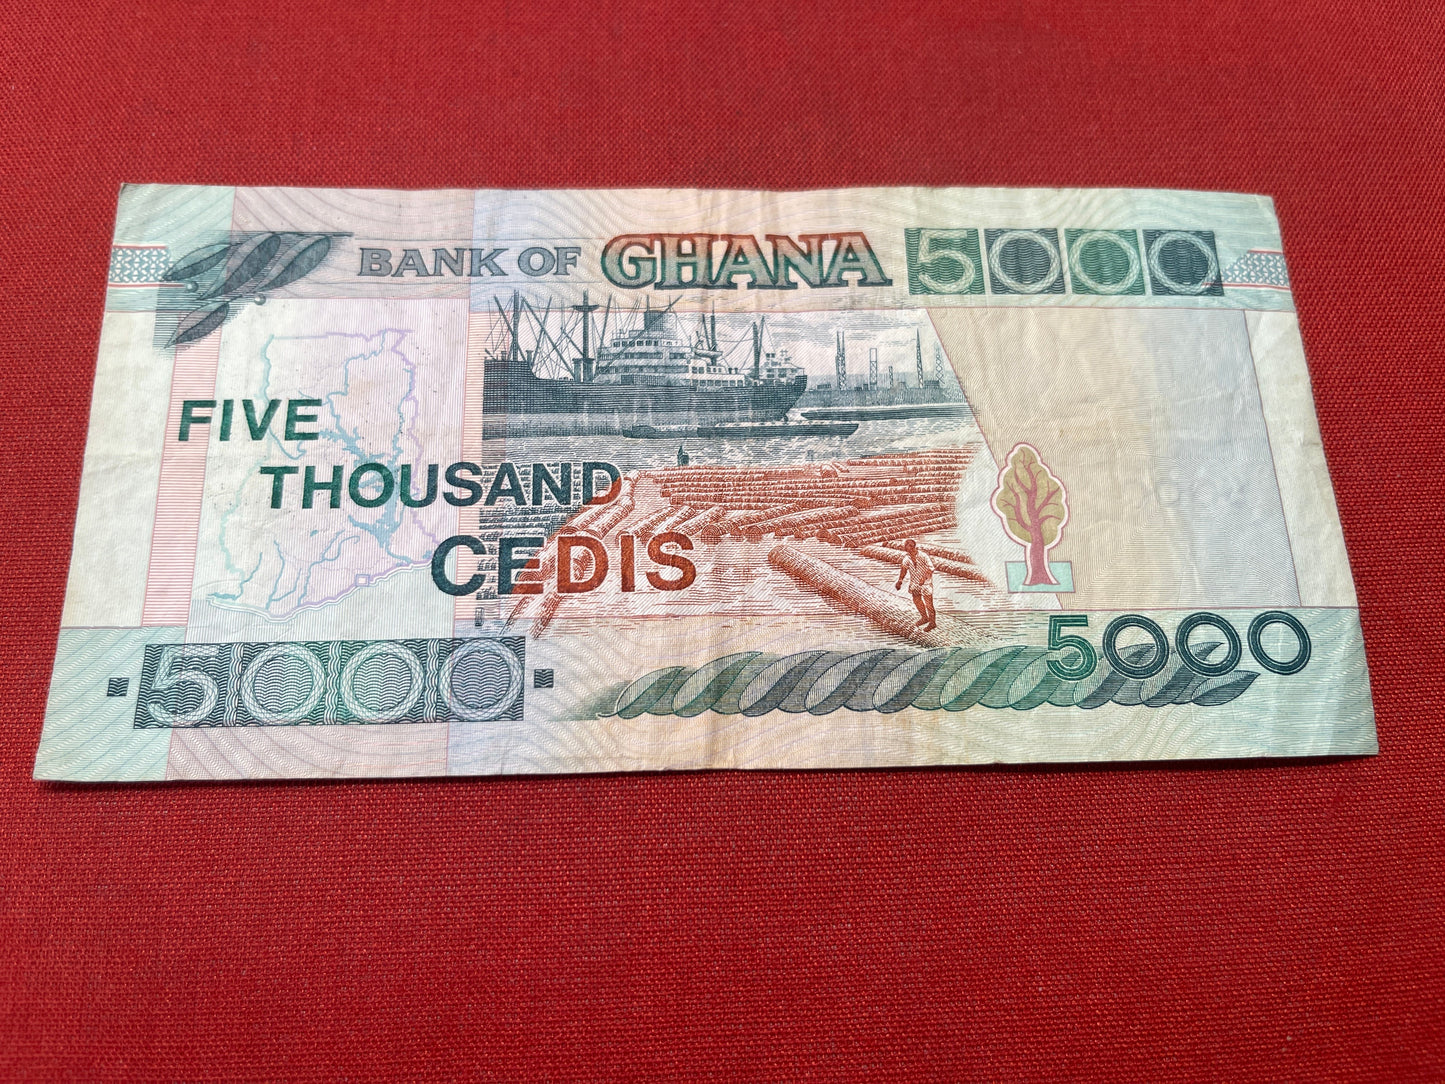 BANK OF GHANA 5000
FIVE
THOUSAND
CEDIS
5000
5000